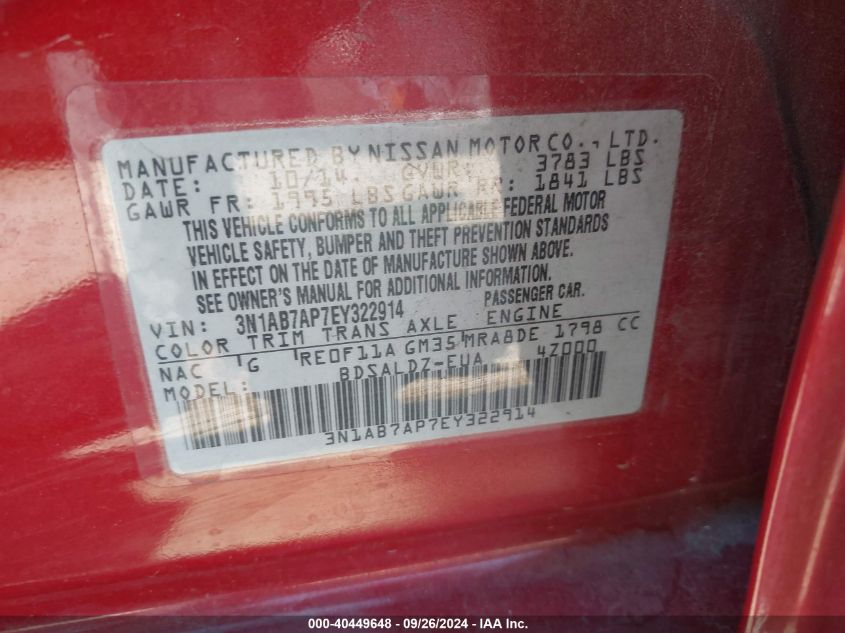 MANUFACTURED BY NISSAN MOTOR CO., LTD.
DATE: 10/14 GVWR: 3783 LBS
GAWR FR: 1995 LBS GAWR RR: 1841 LBS
THIS VEHICLE CONFORMS TO ALL APPLICABLE FEDERAL MOTOR
VEHICLE SAFETY, BUMPER AND THEFT PREVENTION STANDARDS
IN EFFECT ON THE DATE OF MANUFACTURE SHOWN ABOVE.
SEE OWNER'S MANUAL FOR ADDITIONAL INFORMATION.
VIN: 3N1AB7AP7EY322914 PASSENGER CAR.
COLOR TRIM TRANS AXLE ENGINE
NAC G RE0F11A GM35 MRA8DE 1798 CC
MODEL: BDSALDZ-EUA 4Z000
3N1AB7AP7EY322914
000-40449648 - 09/26/2024 - IAA Inc.